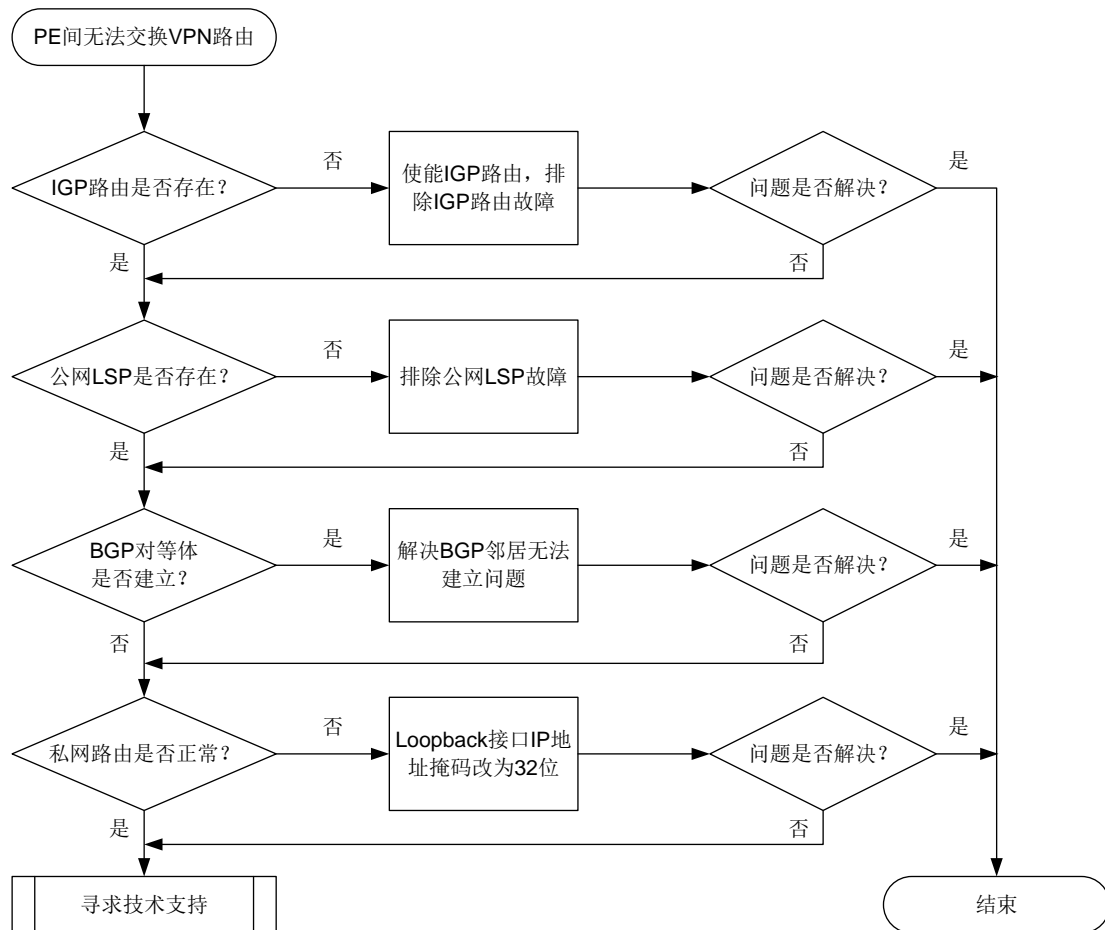 PE间无法交换VPN路由
IGP路由是否存在？
否
使能IGP路由，排
除IGP路由故障
问题是否解决？
是
是
否
公网LSP是否存在？
否
排除公网LSP故障
问题是否解决？
是
是
否
BGP对等体
是否建立？
是
解决BGP邻居无法
建立问题
问题是否解决？
是
否
否
私网路由是否正常？
否
Loopback接口IP地
址掩码改为32位
问题是否解决？
是
是
否
寻求技术支持
结束